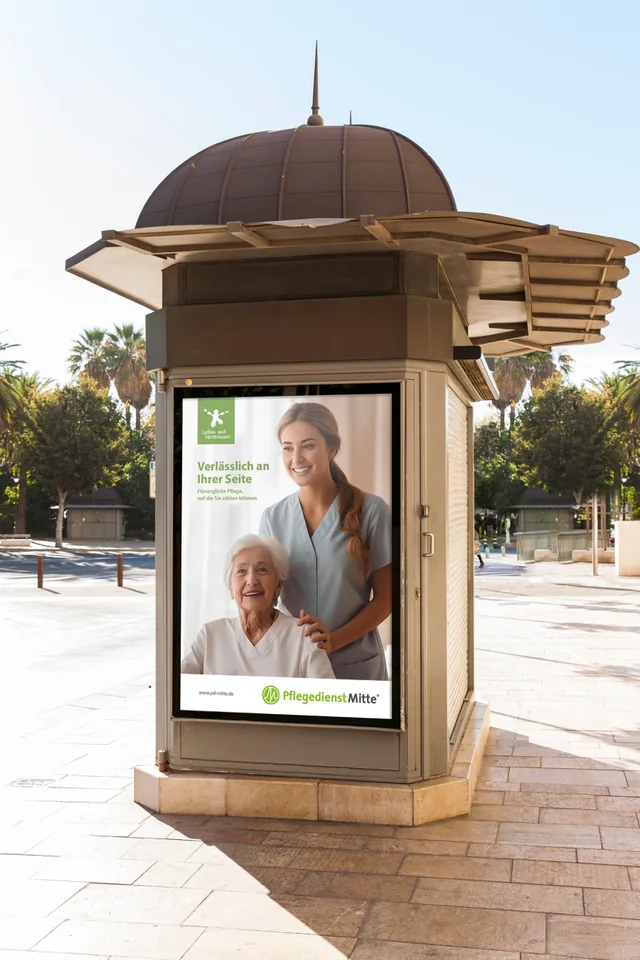 Leben mit
Vertrauen!
Verlässlich an
Ihrer Seite
Fürsorgliche Pflege,
auf die Sie zählen können
www.pd-mitte.de
PflegedienstMitte®